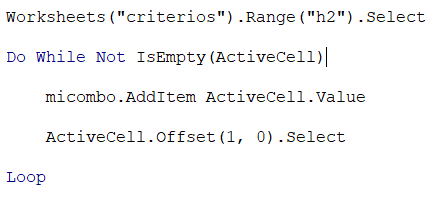 Worksheets("criterios").Range("h2").Select
Do While Not IsEmpty(ActiveCell)
    micombo.AddItem ActiveCell.Value
    ActiveCell.Offset(1, 0).Select
Loop